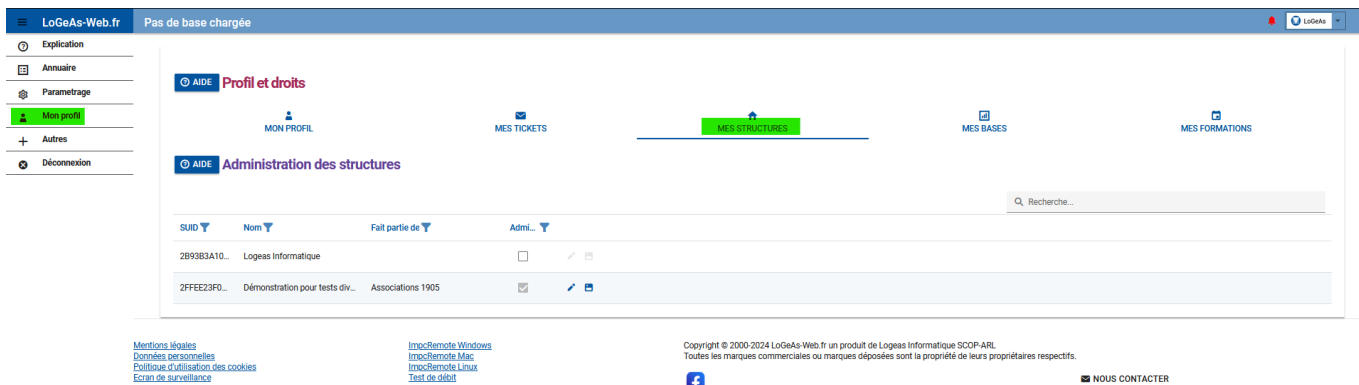 LoGeAs-Web.fr Pas de base chargée LoGeAs
Explication
Annuaire
Parametrage
Mon profil
Autres
Déconnexion
AIDE Profil et droits
MON PROFIL MES TICKETS MES STRUCTURES MES BASES MES FORMATIONS
AIDE Administration des structures
Recherche...
SUID Nom Fait partie de Admi...
2B93B3A10... Logeas Informatique
2FFEE23F0... Démonstration pour tests div... Associations 1905
Mentions légales
Données personnelles
Politique d'utilisation des cookies
Ecran de surveillance
ImpcRemote Windows
ImpcRemote Mac
ImpcRemote Linux
Test de débit
Copyright © 2000-2024 LoGeAs-Web.fr un produit de Logeas Informatique SCOP-ARL
Toutes les marques commerciales ou marques déposées sont la propriété de leurs propriétaires respectifs.
NOUS CONTACTER